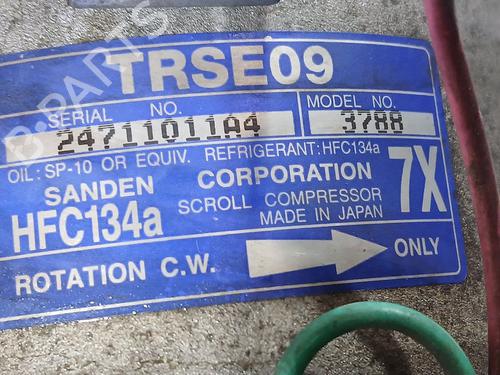 TRSE09
SERIAL NO.
24711011A4
MODEL NO.
3788
OIL: SP-10 OR EQUIV. REFRIGERANT: HFC134a
SANDEN CORPORATION
HFC134a
SCROLL COMPRESSOR
MADE IN JAPAN
7X
ROTATION C.W.
ONLY
B-PARTS